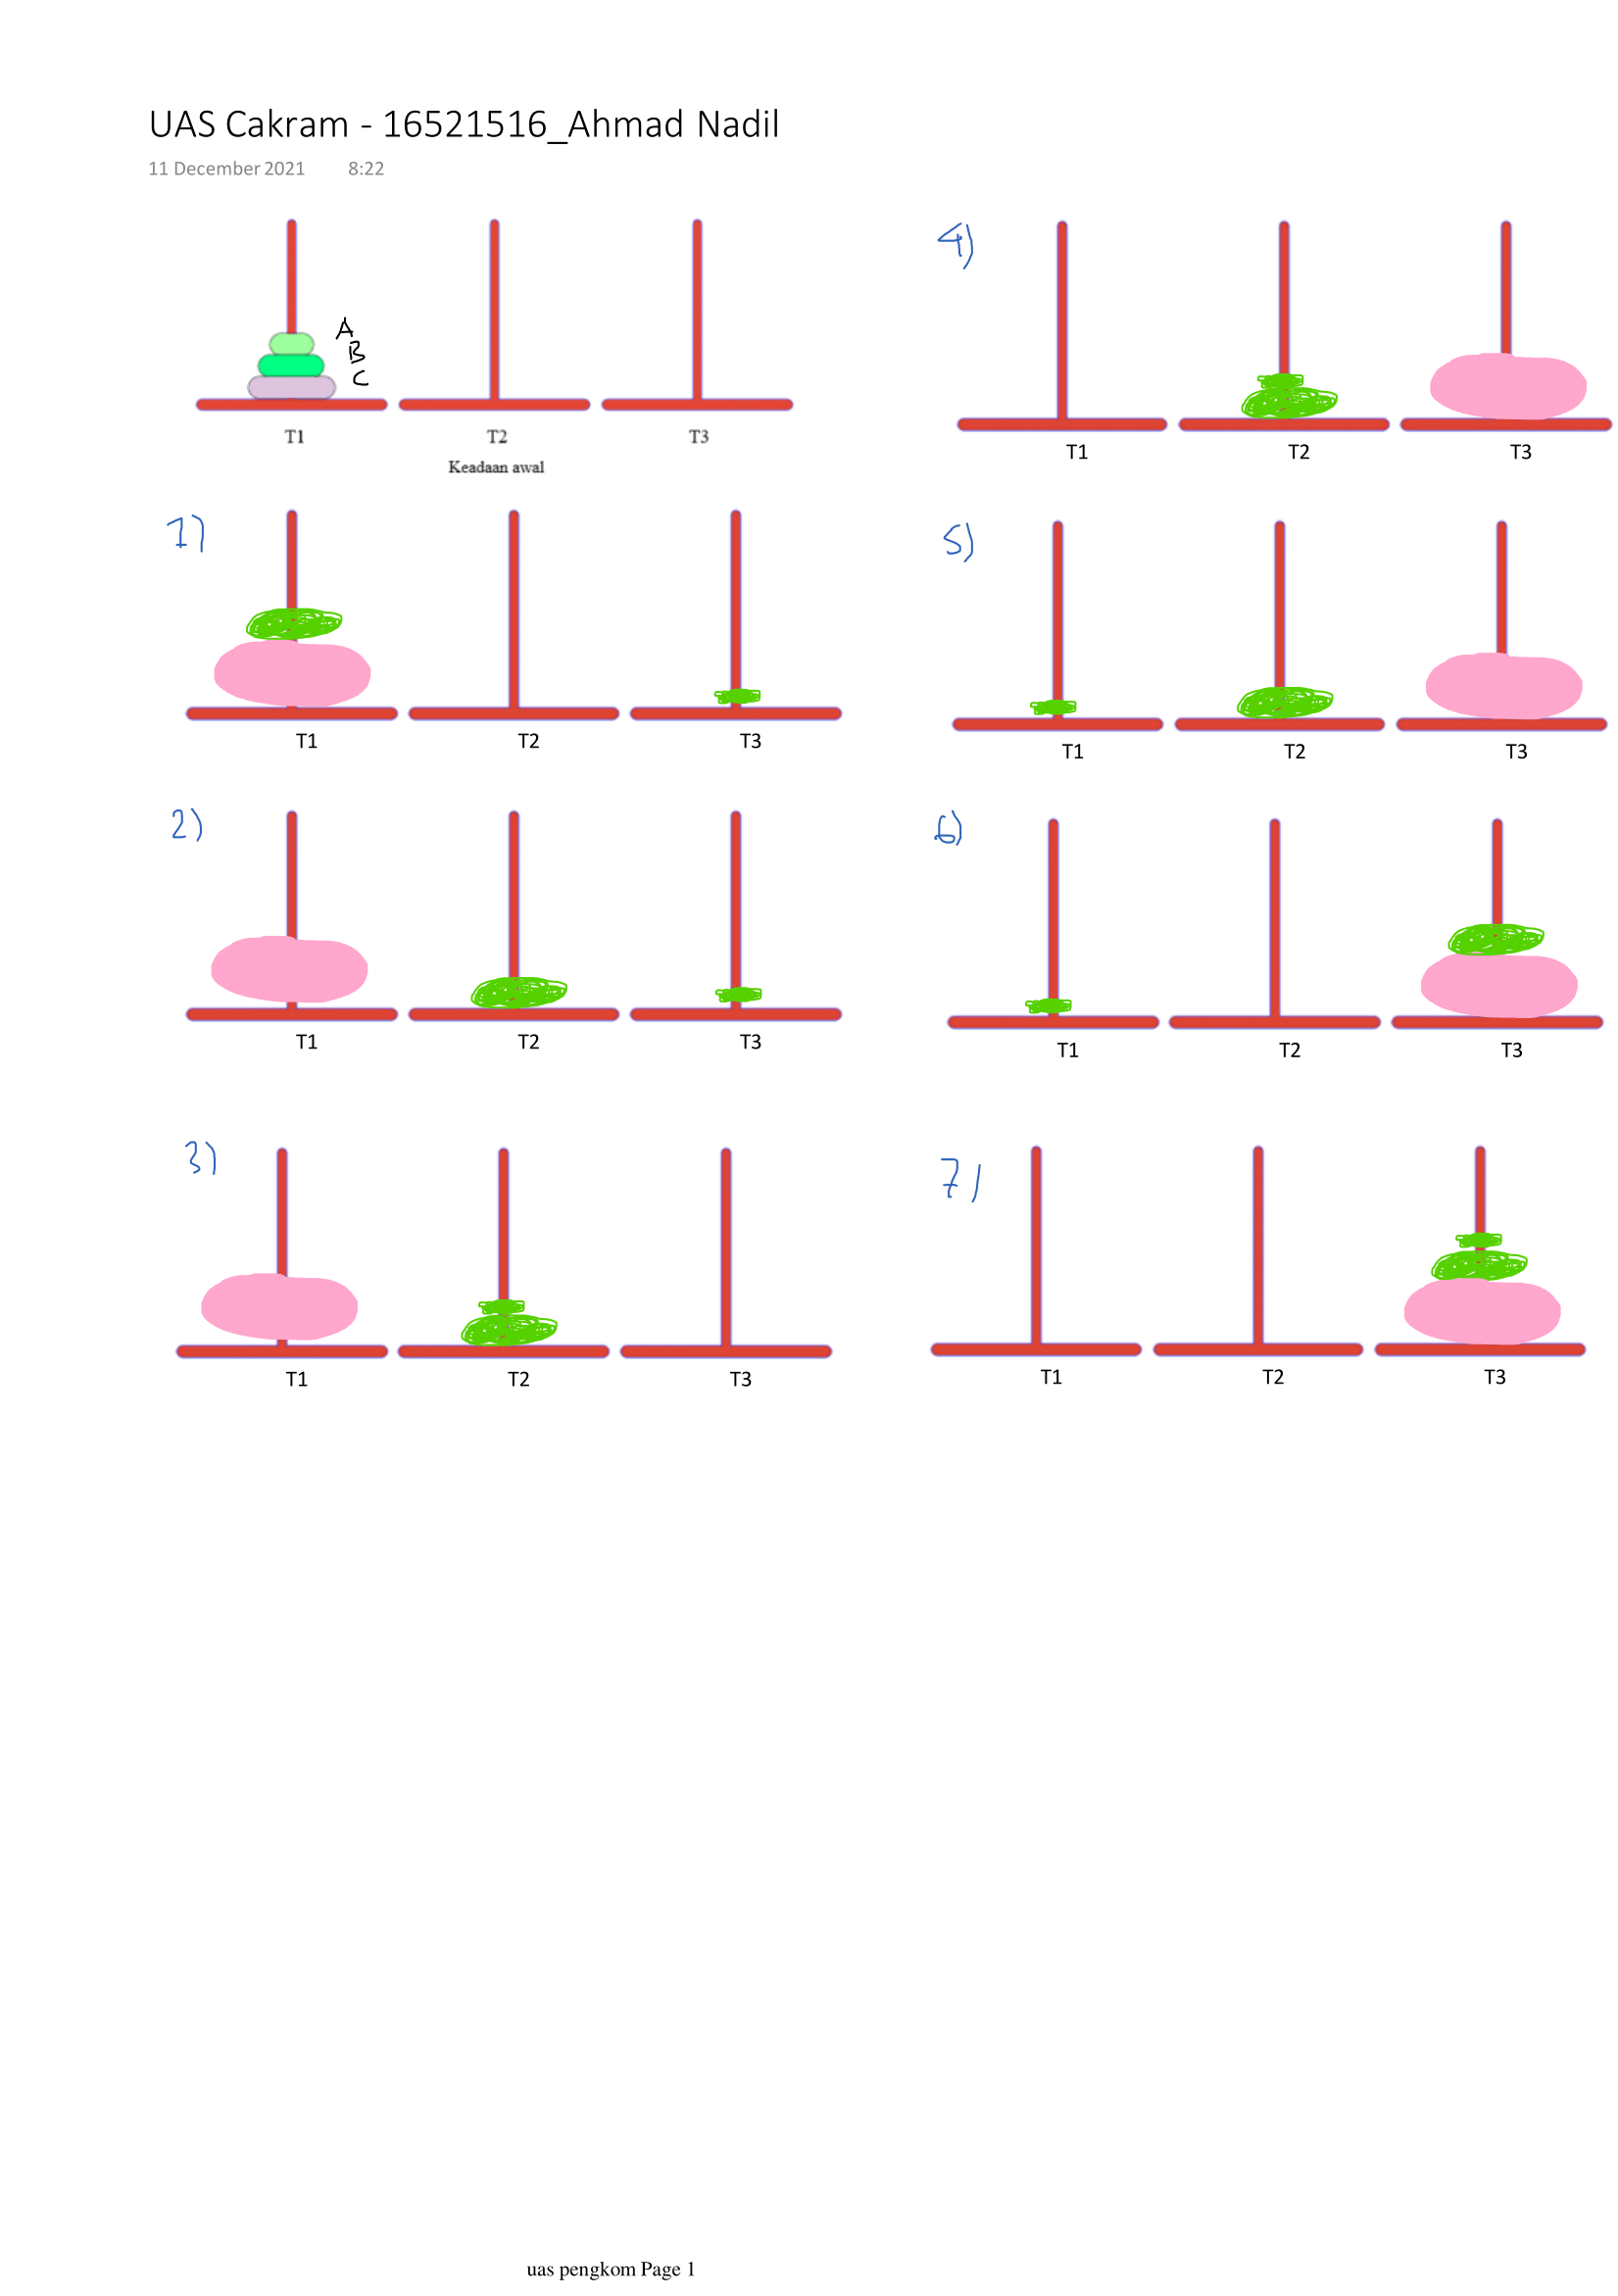 UAS Cakram - 16521516_Ahmad Nadil
11 December 2021 8:22
A
B
C
T1 T2 T3
Keadaan awal
1)
T1 T2 T3
2)
T1 T2 T3
3)
T1 T2 T3
4)
T1 T2 T3
5)
T1 T2 T3
6)
T1 T2 T3
7)
T1 T2 T3
uas pengkom Page 1